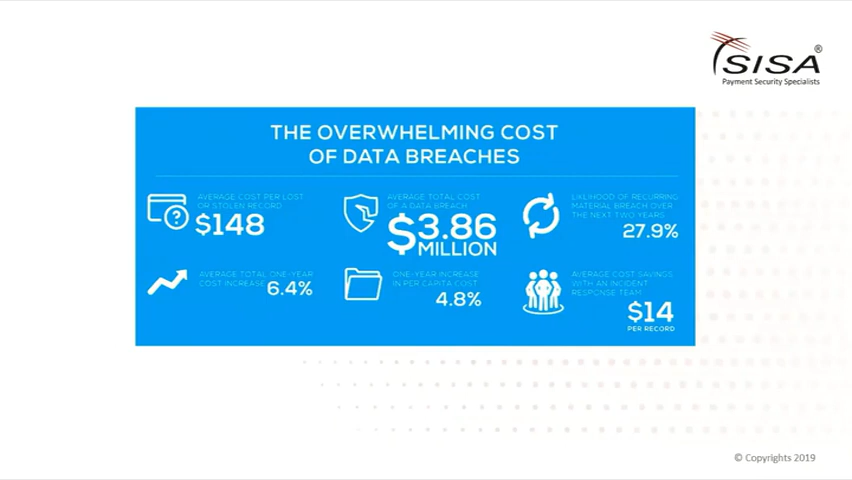 SISA®
Payment Security Specialists
THE OVERWHELMING COST
OF DATA BREACHES
AVERAGE COST PER LOST
OR STOLEN RECORD
$148
AVERAGE TOTAL COST
OF A DATA BREACH
$3.86
MILLION
LIKLIHOOD OF RECURRING
MATERIAL BREACH OVER
THE NEXT TWO YEARS
27.9%
AVERAGE TOTAL ONE-YEAR
COST INCREASE
6.4%
ONE-YEAR INCREASE
IN PER CAPITA COST
4.8%
AVERAGE COST SAVINGS
WITH AN INCIDENT
RESPONSE TEAM
$14
PER RECORD
© Copyrights 2019